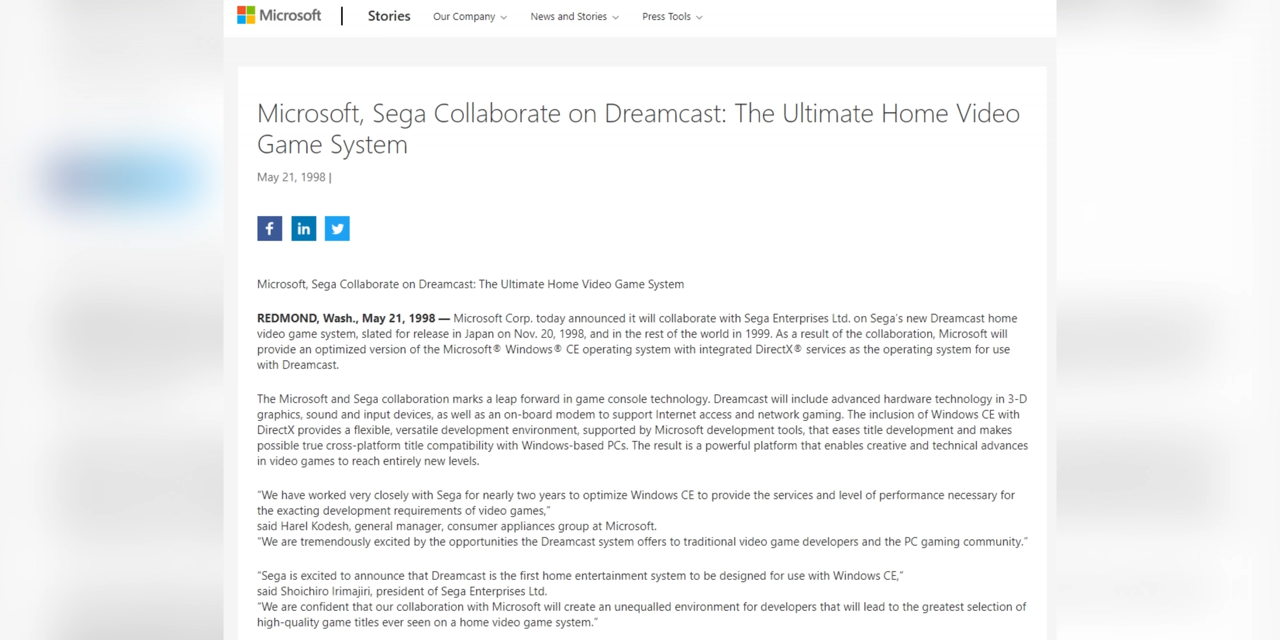 Microsoft | Stories Our Company News and Stories Press Tools
Microsoft, Sega Collaborate on Dreamcast: The Ultimate Home Video
Game System
May 21, 1998 |
f in
Microsoft, Sega Collaborate on Dreamcast: The Ultimate Home Video Game System
REDMOND, Wash., May 21, 1998 — Microsoft Corp. today announced it will collaborate with Sega Enterprises Ltd. on Sega's new Dreamcast home
video game system, slated for release in Japan on Nov. 20, 1998, and in the rest of the world in 1999. As a result of the collaboration, Microsoft will
provide an optimized version of the Microsoft® Windows® CE operating system with integrated DirectX® services as the operating system for use
with Dreamcast.
The Microsoft and Sega collaboration marks a leap forward in game console technology. Dreamcast will include advanced hardware technology in 3-D
graphics, sound and input devices, as well as an on-board modem to support Internet access and network gaming. The inclusion of Windows CE with
DirectX provides a flexible, versatile development environment, supported by Microsoft development tools, that eases title development and makes
possible true cross-platform title compatibility with Windows-based PCs. The result is a powerful platform that enables creative and technical advances
in video games to reach entirely new levels.
"We have worked very closely with Sega for nearly two years to optimize Windows CE to provide the services and level of performance necessary for
the exacting development requirements of video games,"
said Harel Kodesh, general manager, consumer appliances group at Microsoft.
"We are tremendously excited by the opportunities the Dreamcast system offers to traditional video game developers and the PC gaming community."
"Sega is excited to announce that Dreamcast is the first home entertainment system to be designed for use with Windows CE,"
said Shoichiro Irimajiri, president of Sega Enterprises Ltd.
"We are confident that our collaboration with Microsoft will create an unequalled environment for developers that will lead to the greatest selection of
high-quality game titles ever seen on a home video game system."